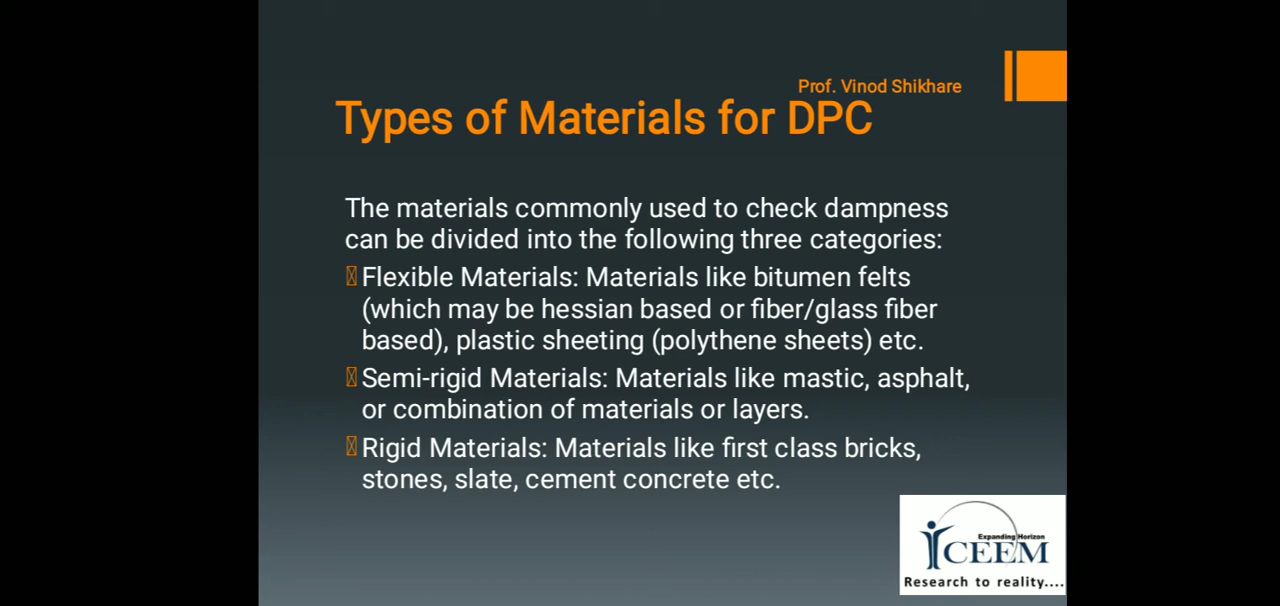 Prof. Vinod Shikhare
Types of Materials for DPC
The materials commonly used to check dampness
can be divided into the following three categories:
Flexible Materials: Materials like bitumen felts
(which may be hessian based or fiber/glass fiber
based), plastic sheeting (polythene sheets) etc.
Semi-rigid Materials: Materials like mastic, asphalt,
or combination of materials or layers.
Rigid Materials: Materials like first class bricks,
stones, slate, cement concrete etc.
Expanding Horizon
iCEEM
Research to reality....